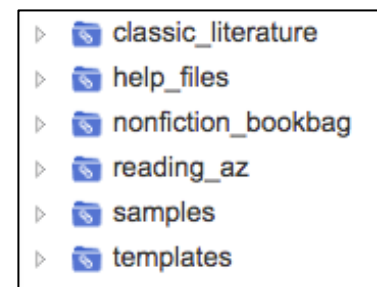 classic_literature
help_files
nonfiction_bookbag
reading_az
samples
templates